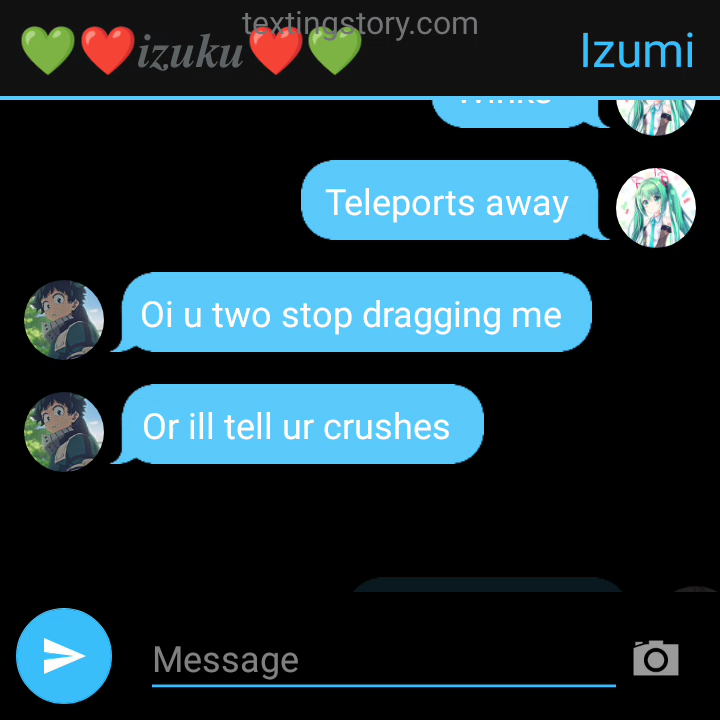 textingstory.com
💚❤️izuku❤️💚
Izumi
Teleports away
Oi u two stop dragging me
Or ill tell ur crushes
Message